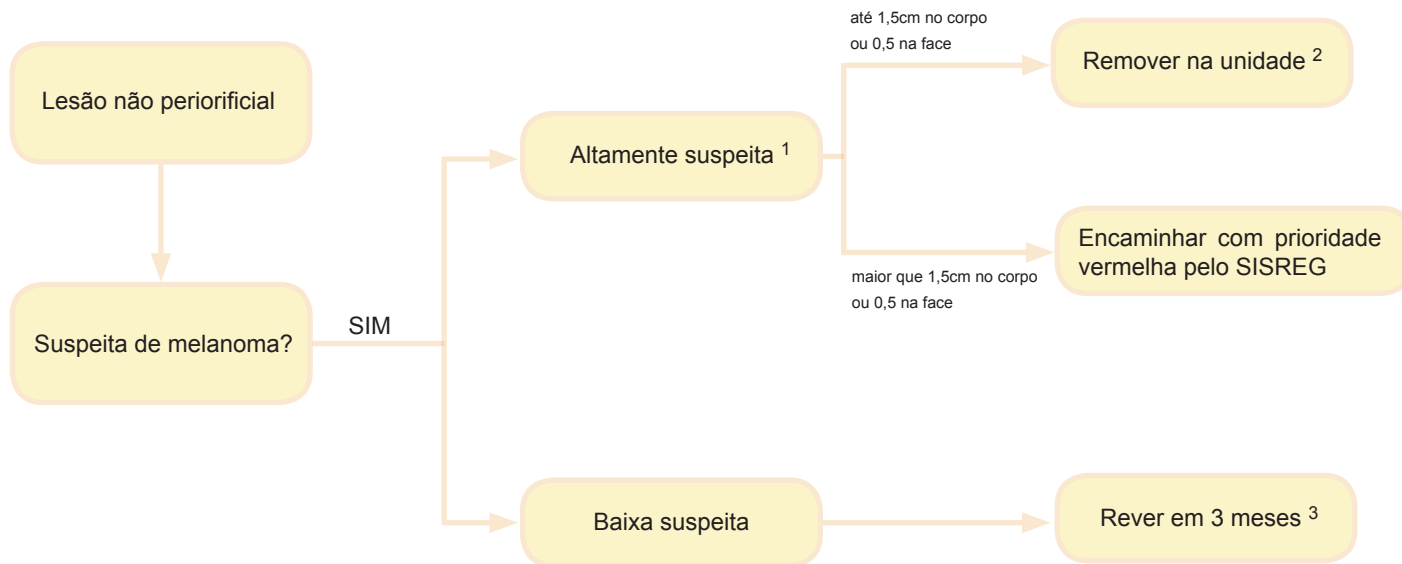 Lesão não periorificial
Suspeita de melanoma?
SIM
Altamente suspeita 1
até 1,5cm no corpo
ou 0,5 na face
Remover na unidade 2
maior que 1,5cm no corpo
ou 0,5 na face
Encaminhar com prioridade
vermelha pelo SISREG
Baixa suspeita
Rever em 3 meses 3